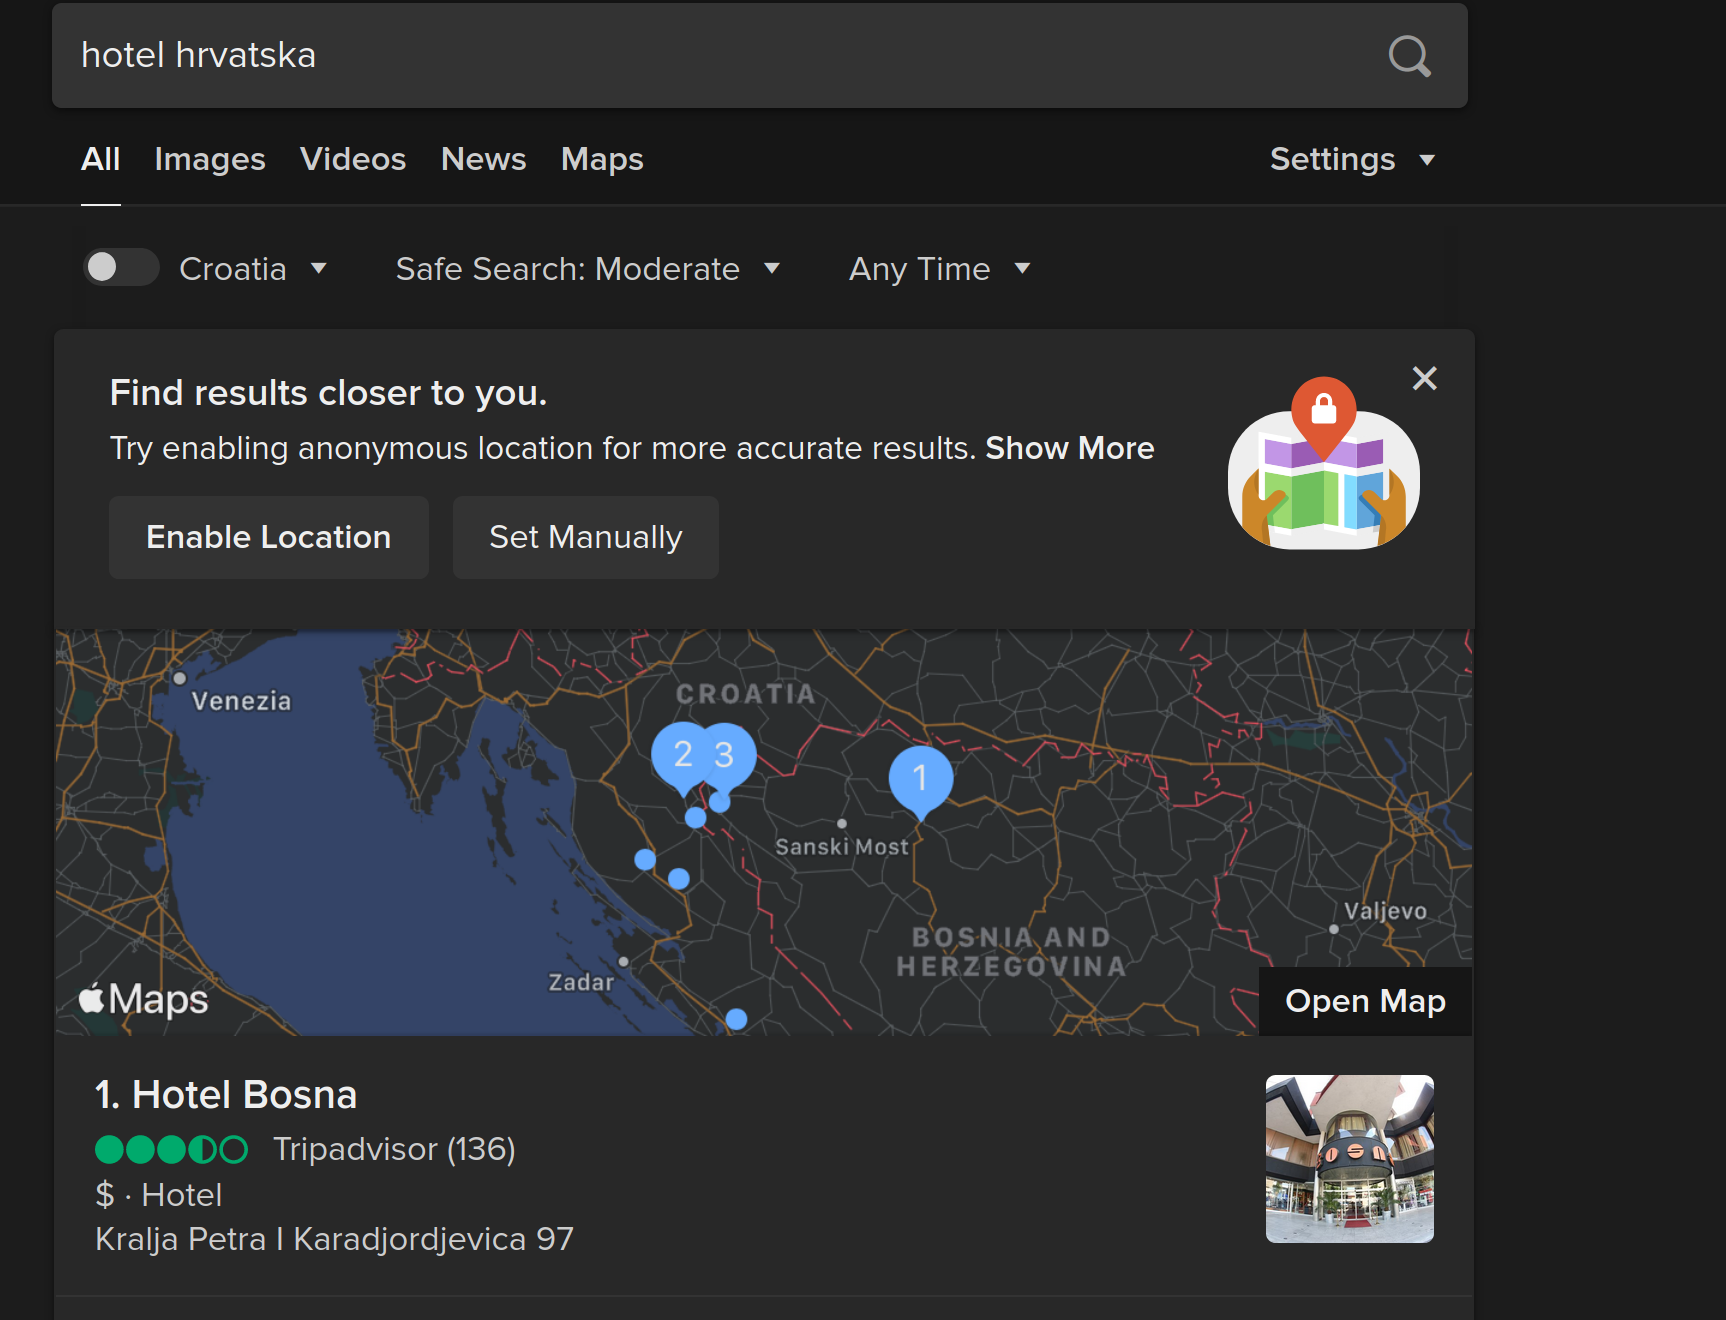 hotel hrvatska
All Images Videos News Maps Settings
Croatia Safe Search: Moderate Any Time
Find results closer to you.
Try enabling anonymous location for more accurate results. Show More
Enable Location Set Manually
Venezia
CROATIA
2 3
1
Sanski Most
Valjevo
BOSNIA AND
HERZEGOVINA
Zadar
Maps
Open Map
1. Hotel Bosna
Tripadvisor (136)
$ · Hotel
Kralja Petra I Karadjordjevica 97